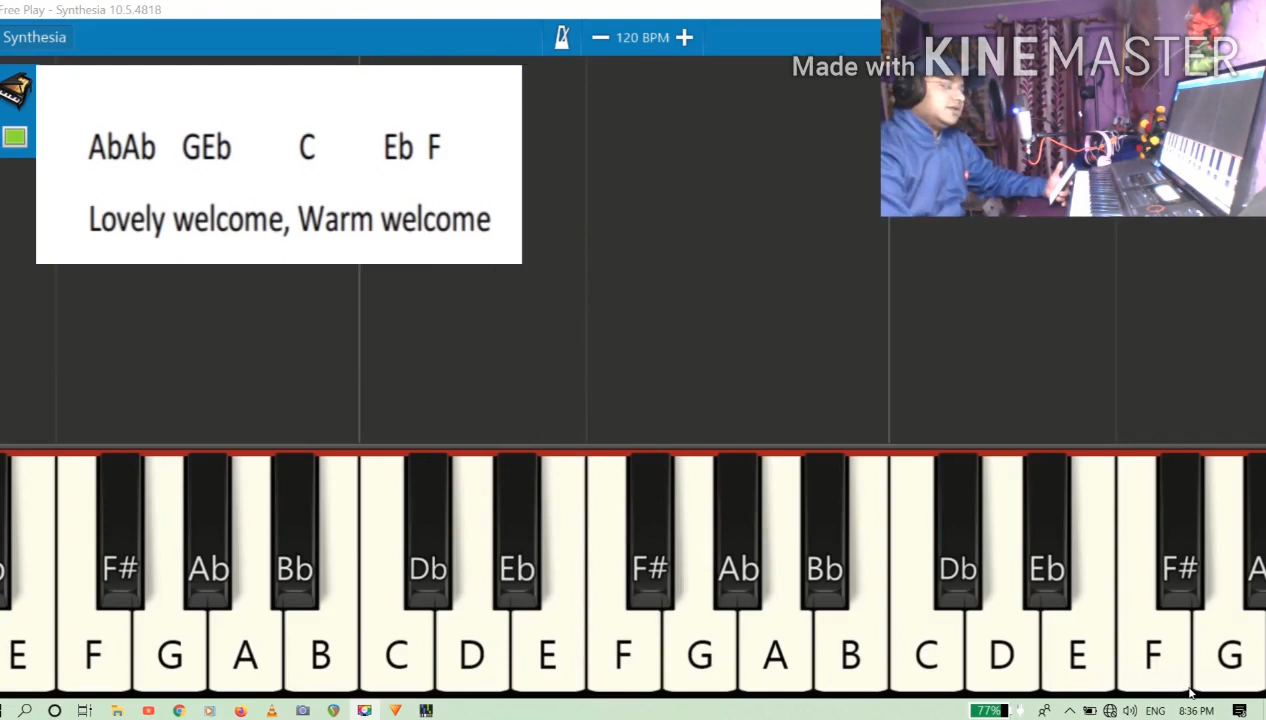 Free Play - Synthesia 10.5.4818
Synthesia
120 BPM
Made with KINEMASTER
AbAb GEb C Eb F
Lovely welcome, Warm welcome
F# Ab Bb Db Eb F# Ab Bb Db Eb F# A
E F G A B C D E F G A B C D E F G
77% ENG 8:36 PM